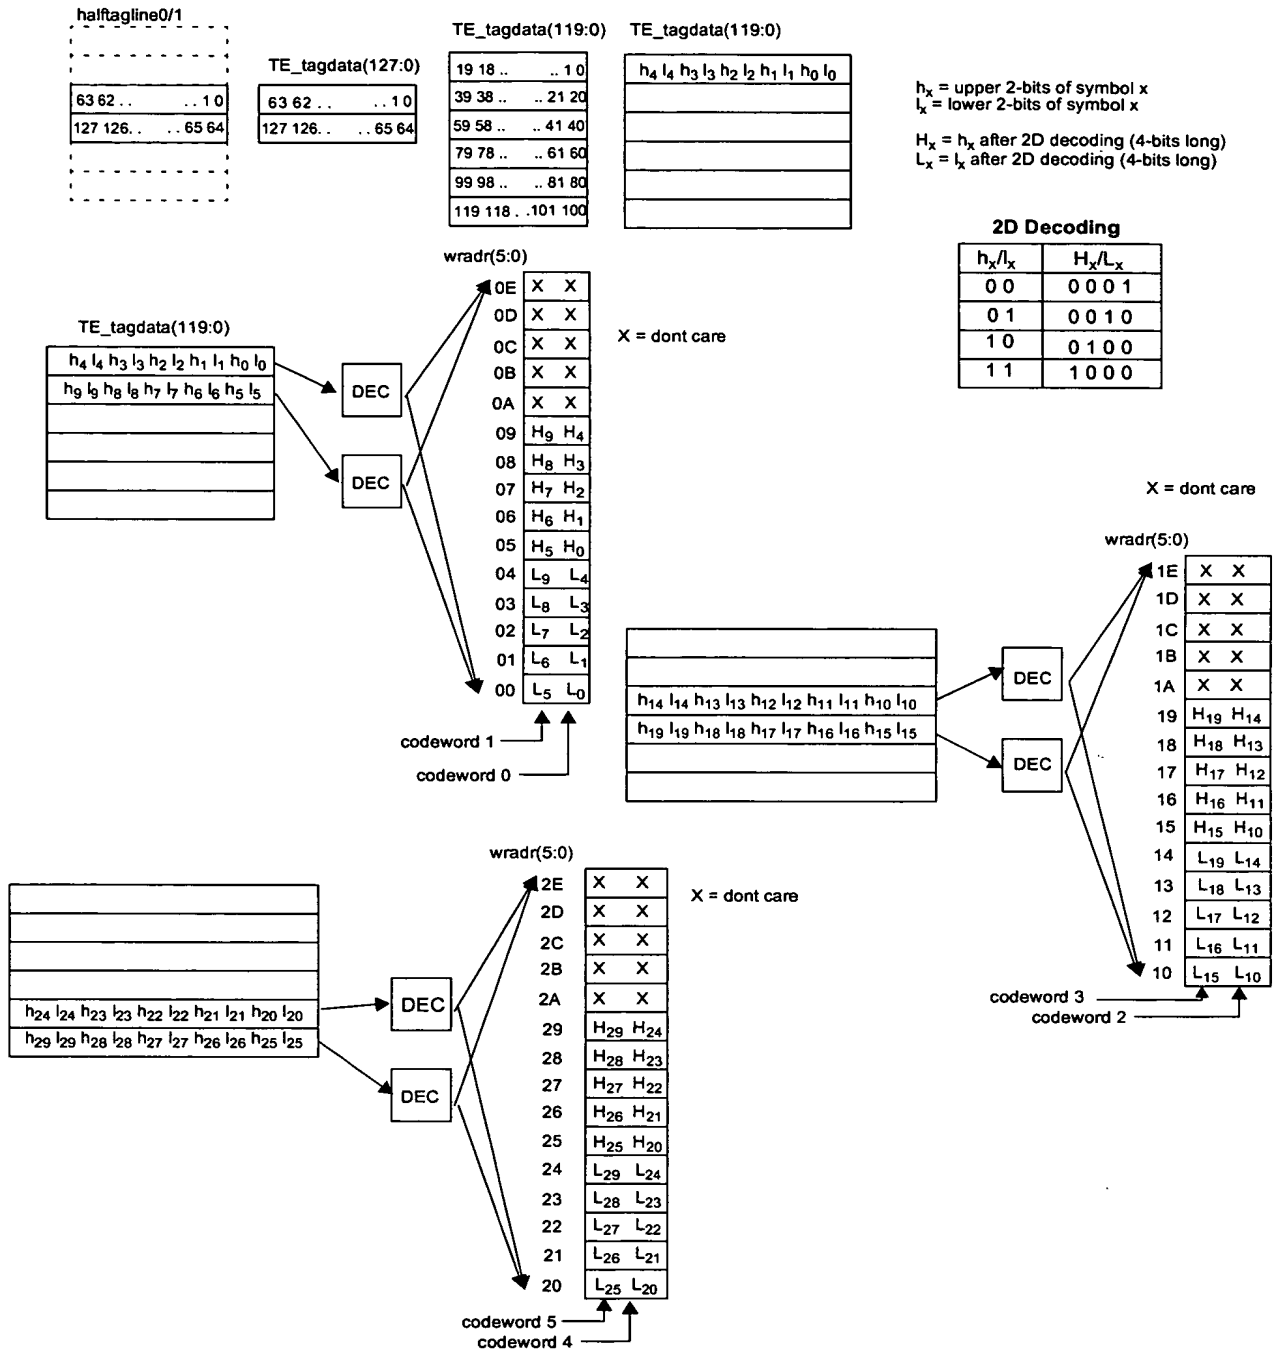 halftagline0/1
63 62 . . . . 1 0
127 126. . . . 65 64
TE_tagdata(127:0)
63 62 . . . . 1 0
127 126. . . . 65 64
TE_tagdata(119:0)
19 18 .. .. 1 0
39 38 .. .. 21 20
59 58 .. .. 41 40
79 78 .. .. 61 60
99 98 .. .. 81 80
119 118 . . .101 100
TE_tagdata(119:0)
h4 l4 h3 l3 h2 l2 h1 l1 h0 l0
hx = upper 2-bits of symbol x
lx = lower 2-bits of symbol x
Hx = hx after 2D decoding (4-bits long)
Lx = lx after 2D decoding (4-bits long)
2D Decoding
hx/lx Hx/Lx
0 0 0 0 0 1
0 1 0 0 1 0
1 0 0 1 0 0
1 1 1 0 0 0
TE_tagdata(119:0)
h4 l4 h3 l3 h2 l2 h1 l1 h0 l0
h9 l9 h8 l8 h7 l7 h6 l6 h5 l5
DEC
DEC
wradr(5:0)
0E X X
0D X X
0C X X
0B X X
0A X X
09 H9 H4
08 H8 H3
07 H7 H2
06 H6 H1
05 H5 H0
04 L9 L4
03 L8 L3
02 L7 L2
01 L6 L1
00 L5 L0
X = dont care
codeword 1
codeword 0
h14 l14 h13 l13 h12 l12 h11 l11 h10 l10
h19 l19 h18 l18 h17 l17 h16 l16 h15 l15
DEC
DEC
X = dont care
wradr(5:0)
1E X X
1D X X
1C X X
1B X X
1A X X
19 H19 H14
18 H18 H13
17 H17 H12
16 H16 H11
15 H15 H10
14 L19 L14
13 L18 L13
12 L17 L12
11 L16 L11
10 L15 L10
codeword 3
codeword 2
h24 l24 h23 l23 h22 l22 h21 l21 h20 l20
h29 l29 h28 l28 h27 l27 h26 l26 h25 l25
DEC
DEC
wradr(5:0)
2E X X
2D X X
2C X X
2B X X
2A X X
29 H29 H24
28 H28 H23
27 H27 H22
26 H26 H21
25 H25 H20
24 L29 L24
23 L28 L23
22 L27 L22
21 L26 L21
20 L25 L20
X = dont care
codeword 5
codeword 4